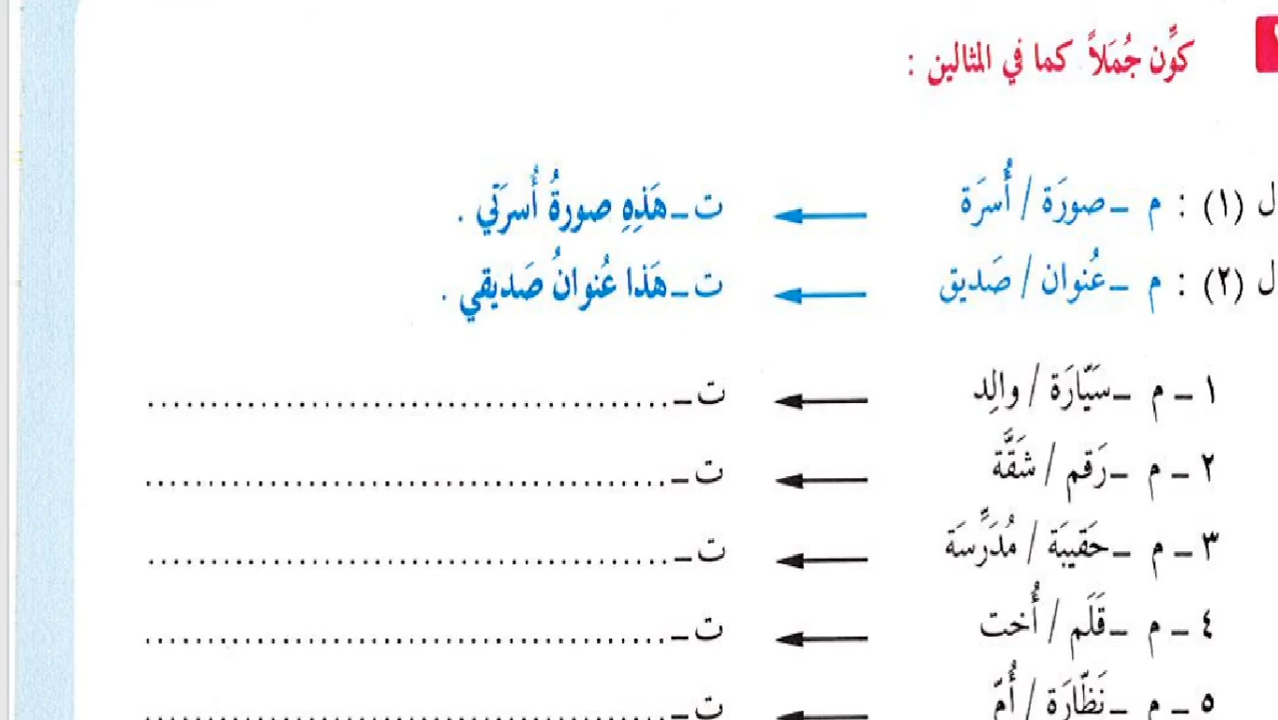 كوِّن جُمَلاً كما في المثالين :
ل (١) : م ـ صورَة / أُسرَة ت ـ هَذِهِ صورةُ أُسرَتي .
ل (٢) : م ـ عُنوان / صَديق ت ـ هَذا عُنوانُ صَديقي .
١ ـ م ـ سَيّارَة / والِد ت ـ ........................................
٢ ـ م ـ رَقم / شَقَّة ت ـ ........................................
٣ ـ م ـ حَقيبَة / مُدَرِّسَة ت ـ ........................................
٤ ـ م ـ قَلَم / أُخت ت ـ ........................................
٥ ـ م ـ نَظّارَة / أُمّ ت ـ ........................................